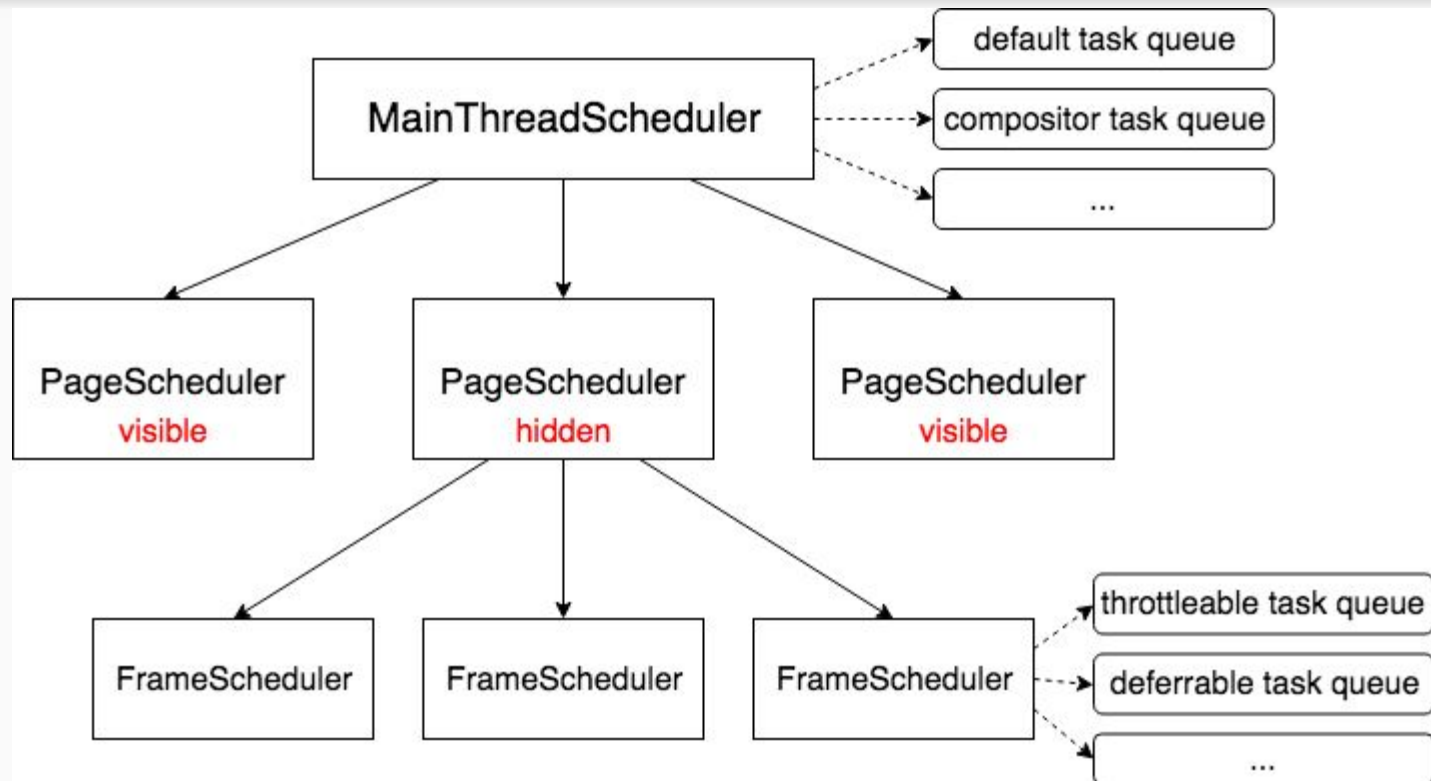 default task queue
MainThreadScheduler
compositor task queue
...
PageScheduler
visible
PageScheduler
hidden
PageScheduler
visible
FrameScheduler
FrameScheduler
FrameScheduler
throttleable task queue
deferrable task queue
...